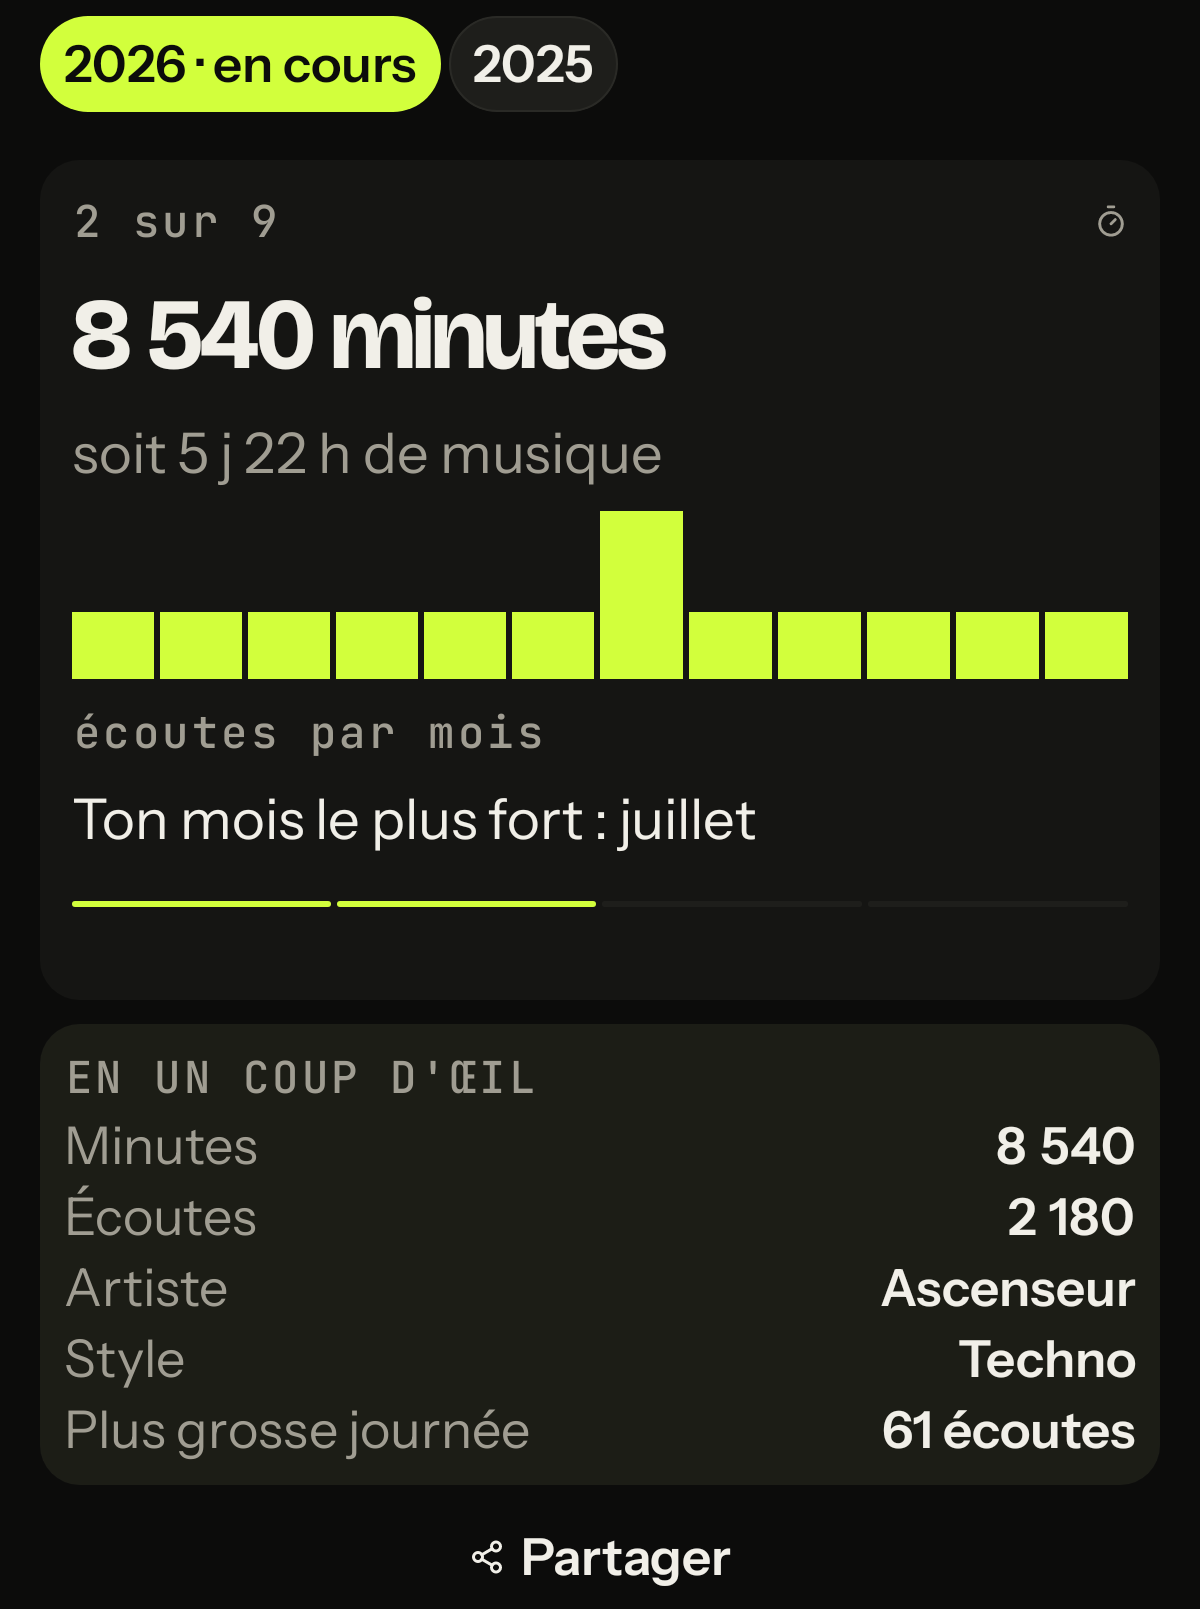 2026 · en cours
2025
2 sur 9
8 540 minutes
soit 5 j 22 h de musique
écoutes par mois
Ton mois le plus fort : juillet
EN UN COUP D'ŒIL
Minutes 8 540
Écoutes 2 180
Artiste Ascenseur
Style Techno
Plus grosse journée 61 écoutes
Partager